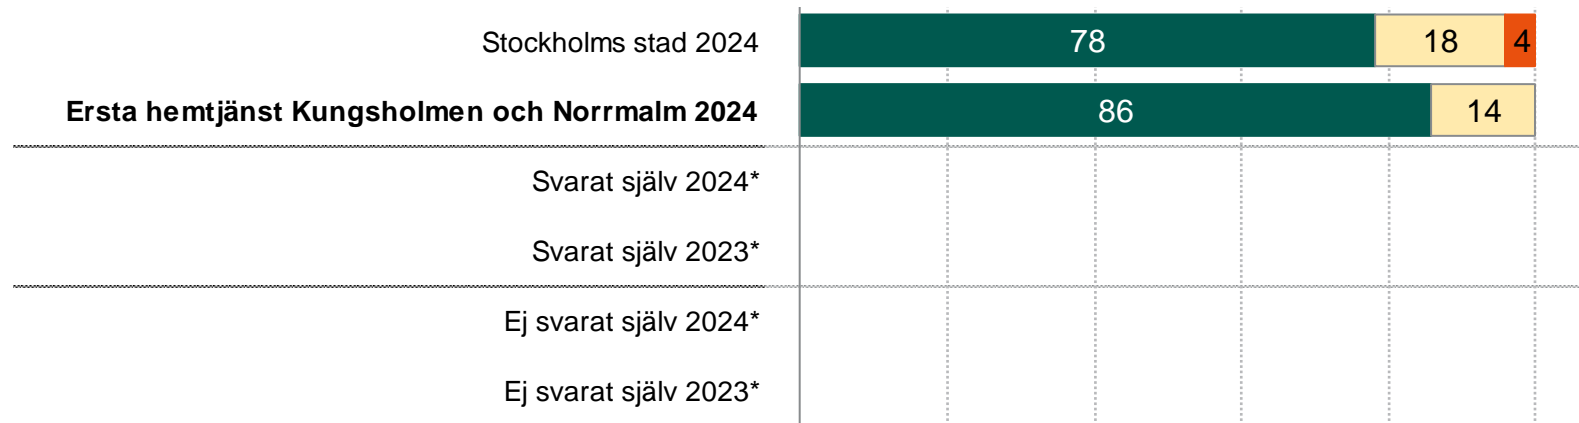 Stockholms stad 2024 78 18 4
Ersta hemtjänst Kungsholmen och Norrmalm 2024 86 14
Svarat själv 2024*
Svarat själv 2023*
Ej svarat själv 2024*
Ej svarat själv 2023*